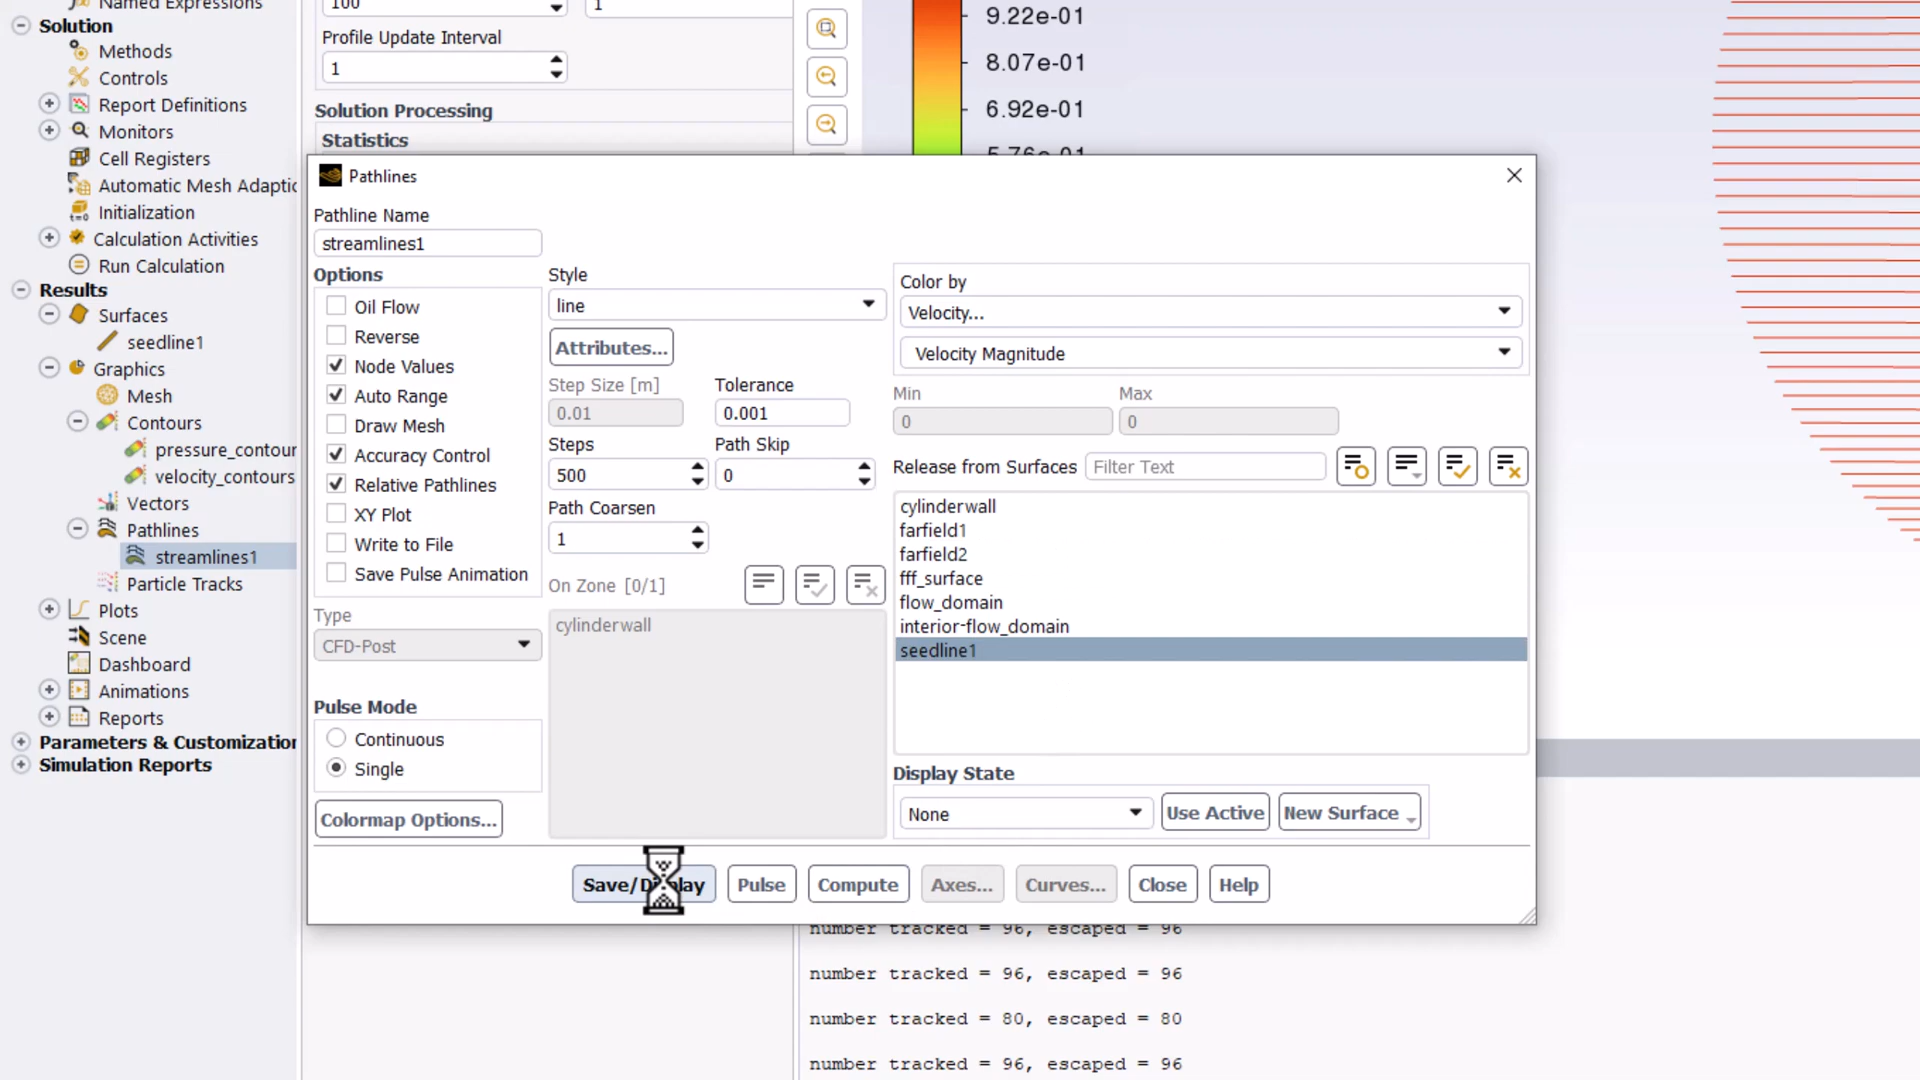 Named Expressions
Solution
Methods
Controls
Report Definitions
Monitors
Cell Registers
Automatic Mesh Adaptio
Initialization
Calculation Activities
Run Calculation
Results
Surfaces
seedline1
Graphics
Mesh
Contours
pressure_contour
velocity_contours
Vectors
Pathlines
streamlines1
Particle Tracks
Plots
Scene
Dashboard
Animations
Reports
Parameters & Customization
Simulation Reports
100
1
Profile Update Interval
1
Solution Processing
Statistics
9.22e-01
8.07e-01
6.92e-01
5.76e-01
Pathlines
Pathline Name
streamlines1
Options
Oil Flow
Reverse
Node Values
Auto Range
Draw Mesh
Accuracy Control
Relative Pathlines
XY Plot
Write to File
Save Pulse Animation
Type
CFD-Post
Pulse Mode
Continuous
Single
Colormap Options...
Style
line
Attributes...
Step Size [m] Tolerance
0.01 0.001
Steps Path Skip
500 0
Path Coarsen
1
On Zone [0/1]
cylinderwall
Color by
Velocity...
Velocity Magnitude
Min Max
0 0
Release from Surfaces Filter Text
cylinderwall
farfield1
farfield2
fff_surface
flow_domain
interior-flow_domain
seedline1
Display State
None Use Active New Surface
Save/Display Pulse Compute Axes... Curves... Close Help
number tracked = 96, escaped = 96
number tracked = 96, escaped = 96
number tracked = 80, escaped = 80
number tracked = 96, escaped = 96